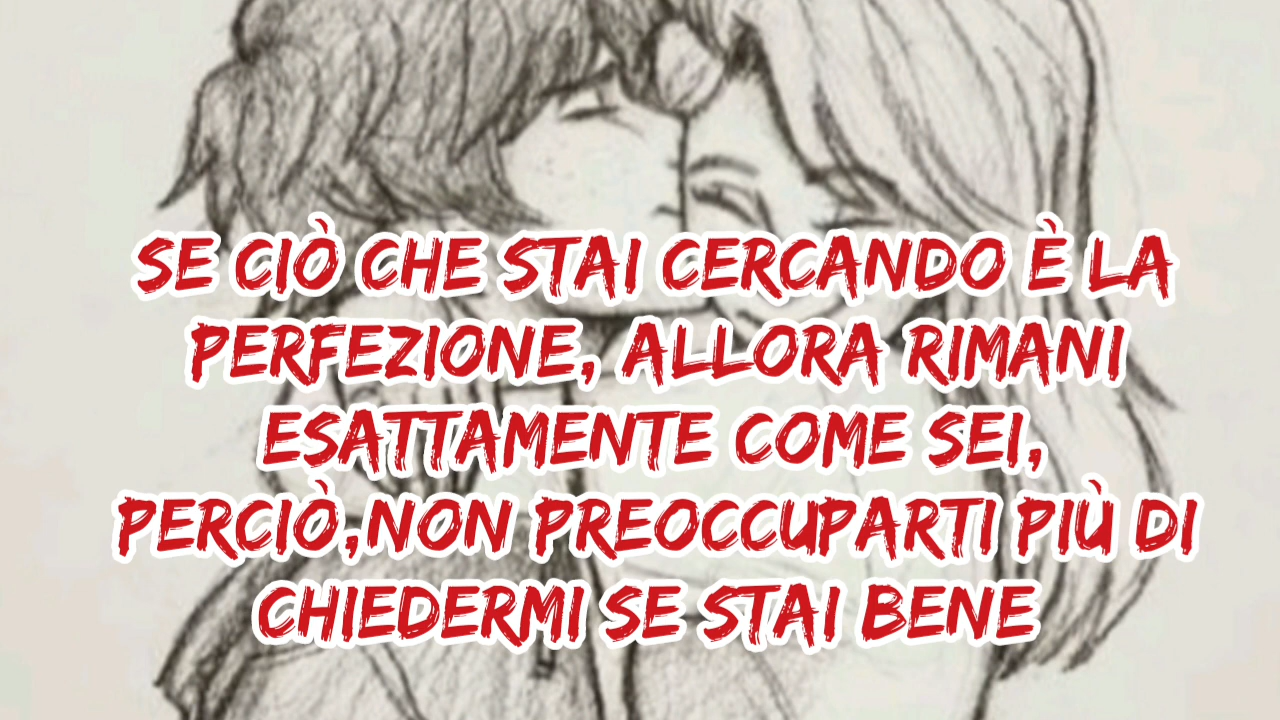 SE CIÒ CHE STAI CERCANDO È LA
PERFEZIONE, ALLORA RIMANI
ESATTAMENTE COME SEI,
PERCIÒ,NON PREOCCUPARTI PIÙ DI
CHIEDERMI SE STAI BENE